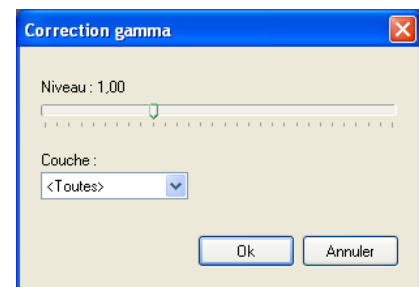 Correction gamma
Niveau : 1,00
Couche :
<Toutes>
Ok Annuler